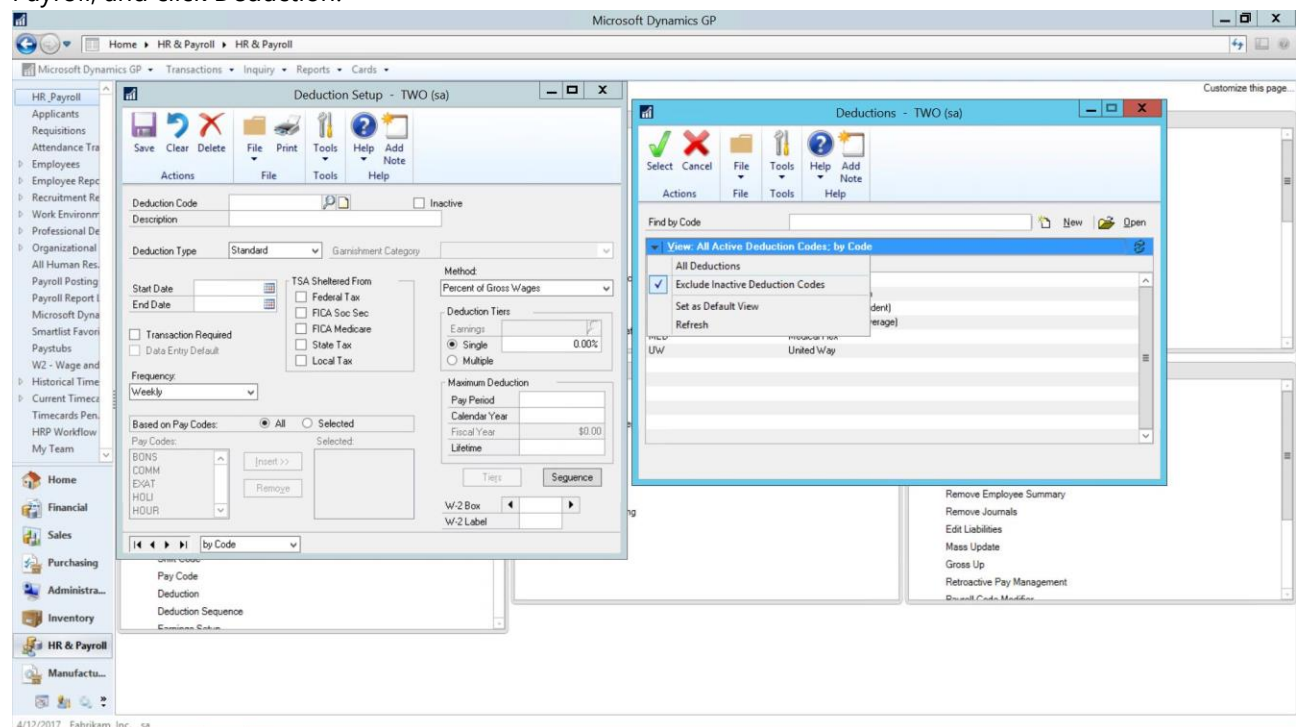 Payroll, and click Deduction.
Microsoft Dynamics GP
Home HR & Payroll HR & Payroll
Microsoft Dynamics GP Transactions Inquiry Reports Cards
Customize this page...
HR_Payroll
Applicants
Requisitions
Attendance Tra
Employees
Employee Repc
Recruitment Re
Work Environm
Professional De
Organizational
All Human Res.
Payroll Posting
Payroll Report L
Microsoft Dyna
Smartlist Favori
Paystubs
W2 - Wage and
Historical Time
Current Timeca
Timecards Pen.
HRP Workflow
My Team
Home
Financial
Sales
Purchasing
Administra...
Inventory
HR & Payroll
Manufactu...
4/12/2017 Fabrikam, Inc. sa
Deduction Setup - TWO (sa)
Save Clear Delete File Print Tools Help Add Note
Actions File Tools Help
Deduction Code Inactive
Description
Deduction Type Standard Garnishment Category
Start Date
End Date
TSA Sheltered From
Federal Tax
FICA Soc Sec
FICA Medicare
State Tax
Local Tax
Transaction Required
Data Entry Default
Frequency:
Weekly
Based on Pay Codes: All Selected
Pay Codes: Selected:
BONS
COMM
EXAT
HOLI
HOUR
Insert >>
Remove
Method:
Percent of Gross Wages
Deduction Tiers
Earnings
Single 0.00%
Multiple
Maximum Deduction
Pay Period
Calendar Year
Fiscal Year $0.00
Lifetime
Tiers Sequence
W-2 Box
W-2 Label
by Code
Pay Code
Deduction
Deduction Sequence
Deductions - TWO (sa)
Select Cancel File Tools Help Add Note
Actions File Tools Help
Find by Code New Open
View: All Active Deduction Codes; by Code
All Deductions
Exclude Inactive Deduction Codes
Set as Default View
Refresh
dent)
erage)
UW United Way
Remove Employee Summary
Remove Journals
Edit Liabilities
Mass Update
Gross Up
Retroactive Pay Management